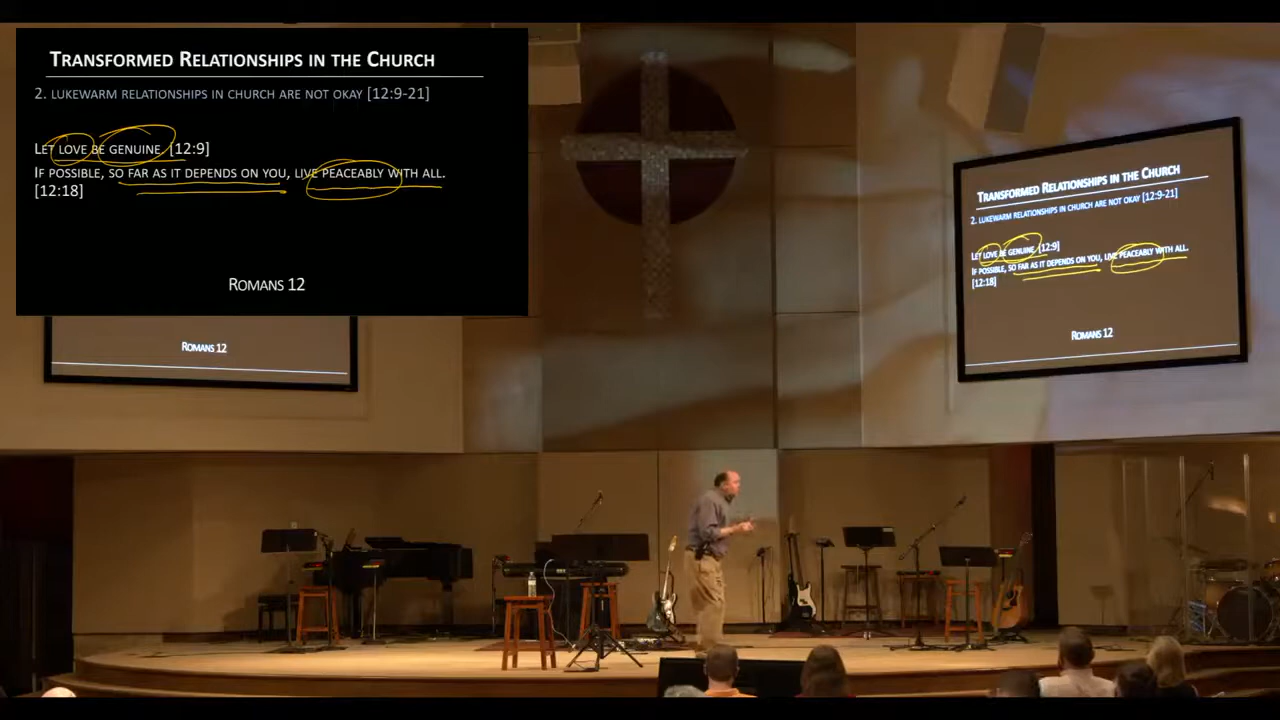 TRANSFORMED RELATIONSHIPS IN THE CHURCH
2. LUKEWARM RELATIONSHIPS IN CHURCH ARE NOT OKAY [12:9-21]
LET LOVE BE GENUINE. [12:9]
IF POSSIBLE, SO FAR AS IT DEPENDS ON YOU, LIVE PEACEABLY WITH ALL.
[12:18]
ROMANS 12
ROMANS 12
TRANSFORMED RELATIONSHIPS IN THE CHURCH
2. LUKEWARM RELATIONSHIPS IN CHURCH ARE NOT OKAY [12:9-21]
LET LOVE BE GENUINE. [12:9]
IF POSSIBLE, SO FAR AS IT DEPENDS ON YOU, LIVE PEACEABLY WITH ALL.
[12:18]
ROMANS 12